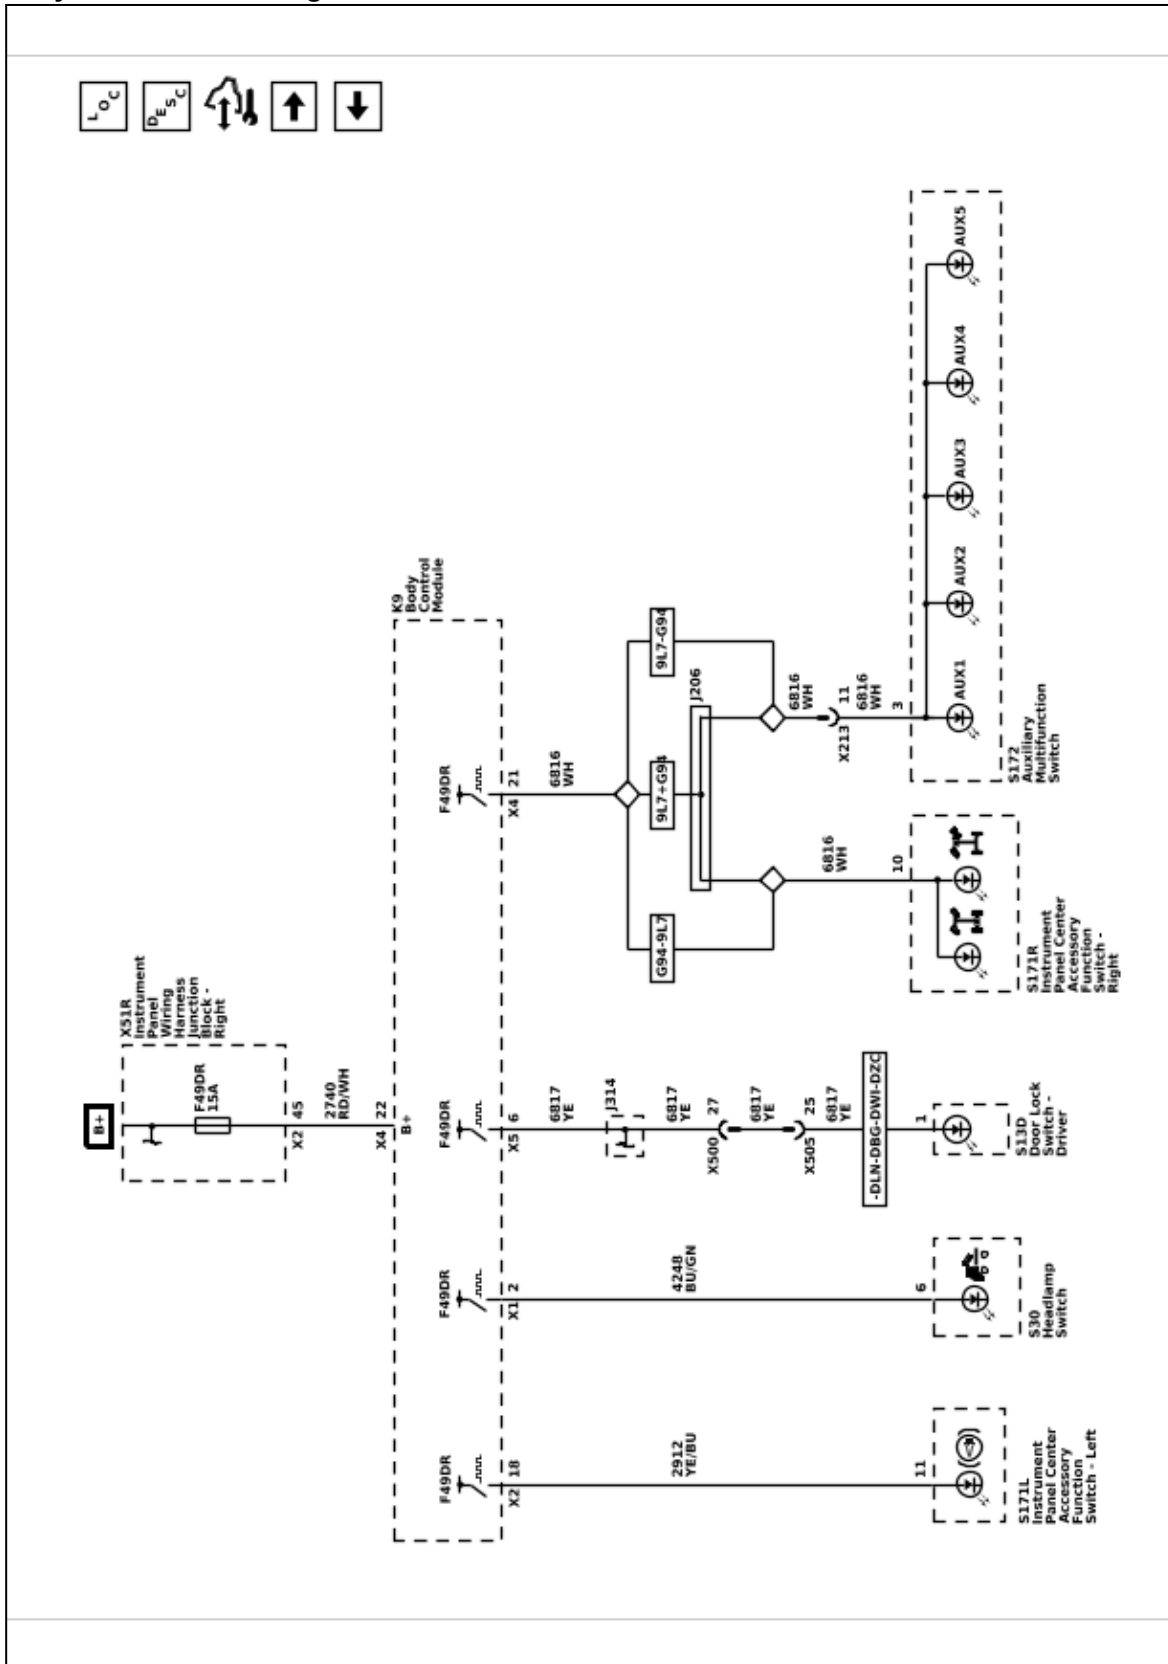 LOC
DESC
B+
X51R
Instrument
Panel
Wiring
Harness
Junction
Block -
Right
F49DR
15A
X2 45
2740
RD/WH
X4 22
B+
K9
Body
Control
Module
F49DR
X2 18
2912
YE/BU
11
S171L
Instrument
Panel Center
Accessory
Function
Switch - Left
F49DR
X1 2
4248
BU/GN
6
S30
Headlamp
Switch
F49DR
X5 6
6817
YE
J314
6817
YE
X500 27
6817
YE
X505 25
6817
YE
-DLN-DBG-DWI-DZC
1
S13D
Door Lock
Switch -
Driver
F49DR
X4 21
6816
WH
G94-9L7
9L7+G94
9L7-G94
J206
6816
WH
10
S171R
Instrument
Panel Center
Accessory
Function
Switch -
Right
6816
WH
X213 11
6816
WH
3
AUX1
AUX2
AUX3
AUX4
AUX5
S172
Auxiliary
Multifunction
Switch